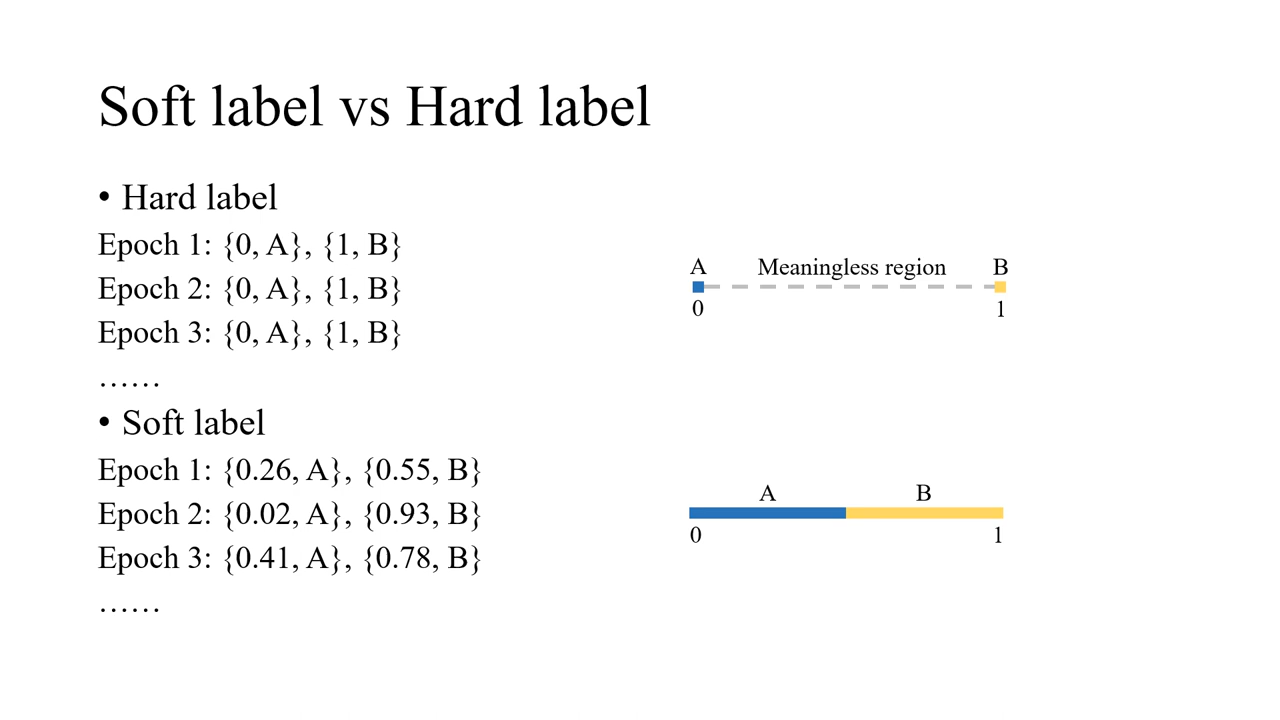 Soft label vs Hard label
• Hard label
Epoch 1: {0, A}, {1, B}
Epoch 2: {0, A}, {1, B}
Epoch 3: {0, A}, {1, B}
……
A Meaningless region B
0 1
• Soft label
Epoch 1: {0.26, A}, {0.55, B}
Epoch 2: {0.02, A}, {0.93, B}
Epoch 3: {0.41, A}, {0.78, B}
……
A B
0 1